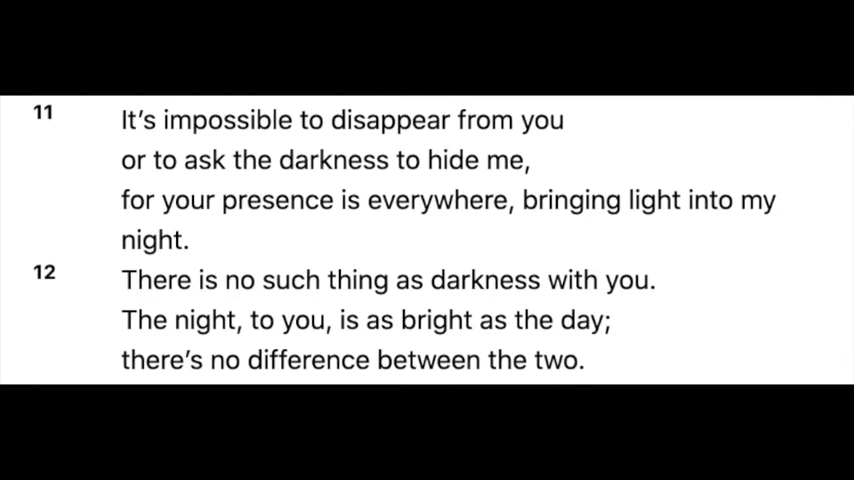 11 It's impossible to disappear from you
or to ask the darkness to hide me,
for your presence is everywhere, bringing light into my
night.
12 There is no such thing as darkness with you.
The night, to you, is as bright as the day;
there's no difference between the two.